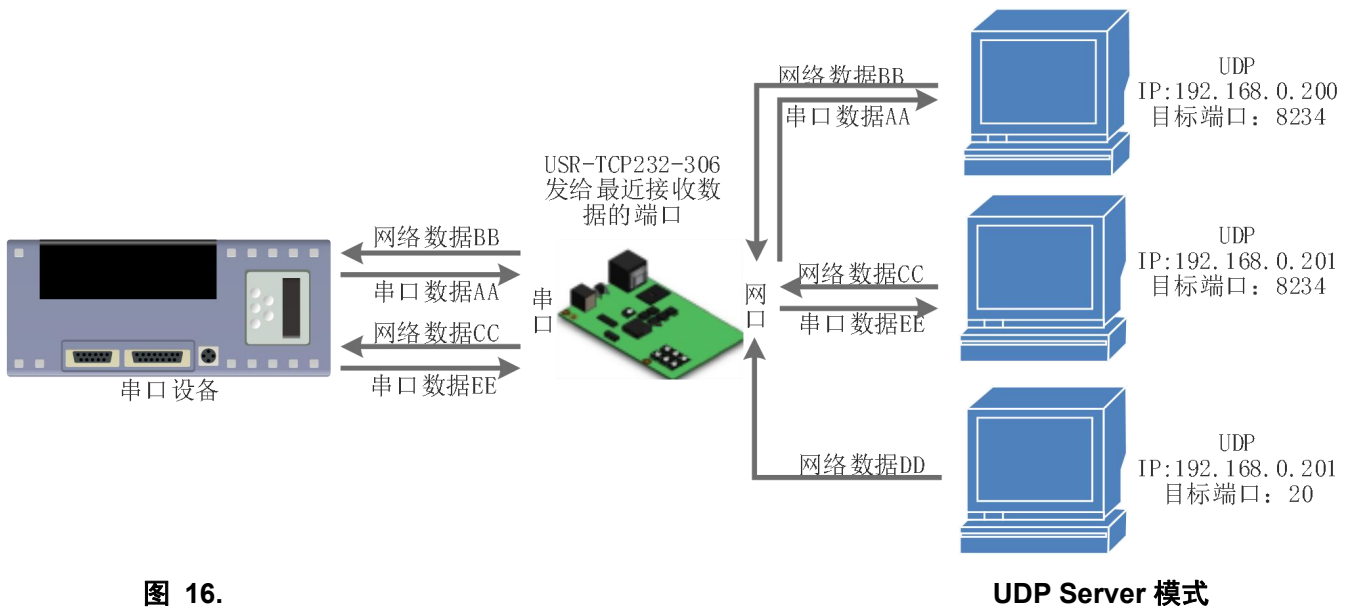 网络数据BB
串口数据AA
UDP
IP:192.168.0.200
目标端口：8234
USR-TCP232-306
发给最近接收数
据的端口
网络数据BB
串口数据AA
网络数据CC
串口数据EE
串口设备
串
口
网
口
网络数据CC
串口数据EE
UDP
IP:192.168.0.201
目标端口：8234
网络数据DD
UDP
IP:192.168.0.201
目标端口：20
图 16.
UDP Server 模式